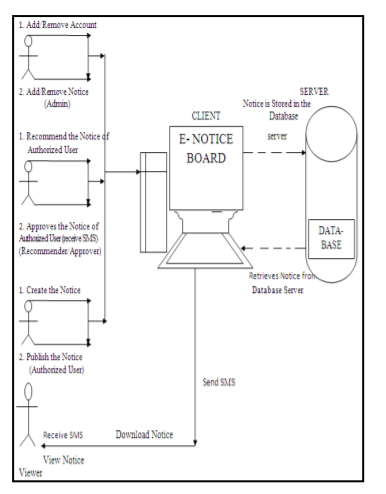 1. Add/Remove Account
2. Add/Remove Notice
(Admin)
1. Recommend the Notice of
Authorized User
2. Approves the Notice of
Authorized User (receive SMS)
(Recommender/Approver)
1. Create the Notice
2. Publish the Notice
(Authorized User)
CLIENT
E- NOTICE
BOARD
SERVER
Notice is Stored in the
Database
server
DATA-
BASE
Retrieves Notice from
Database Server
Send SMS
Receive SMS
Download Notice
View Notice
Viewer